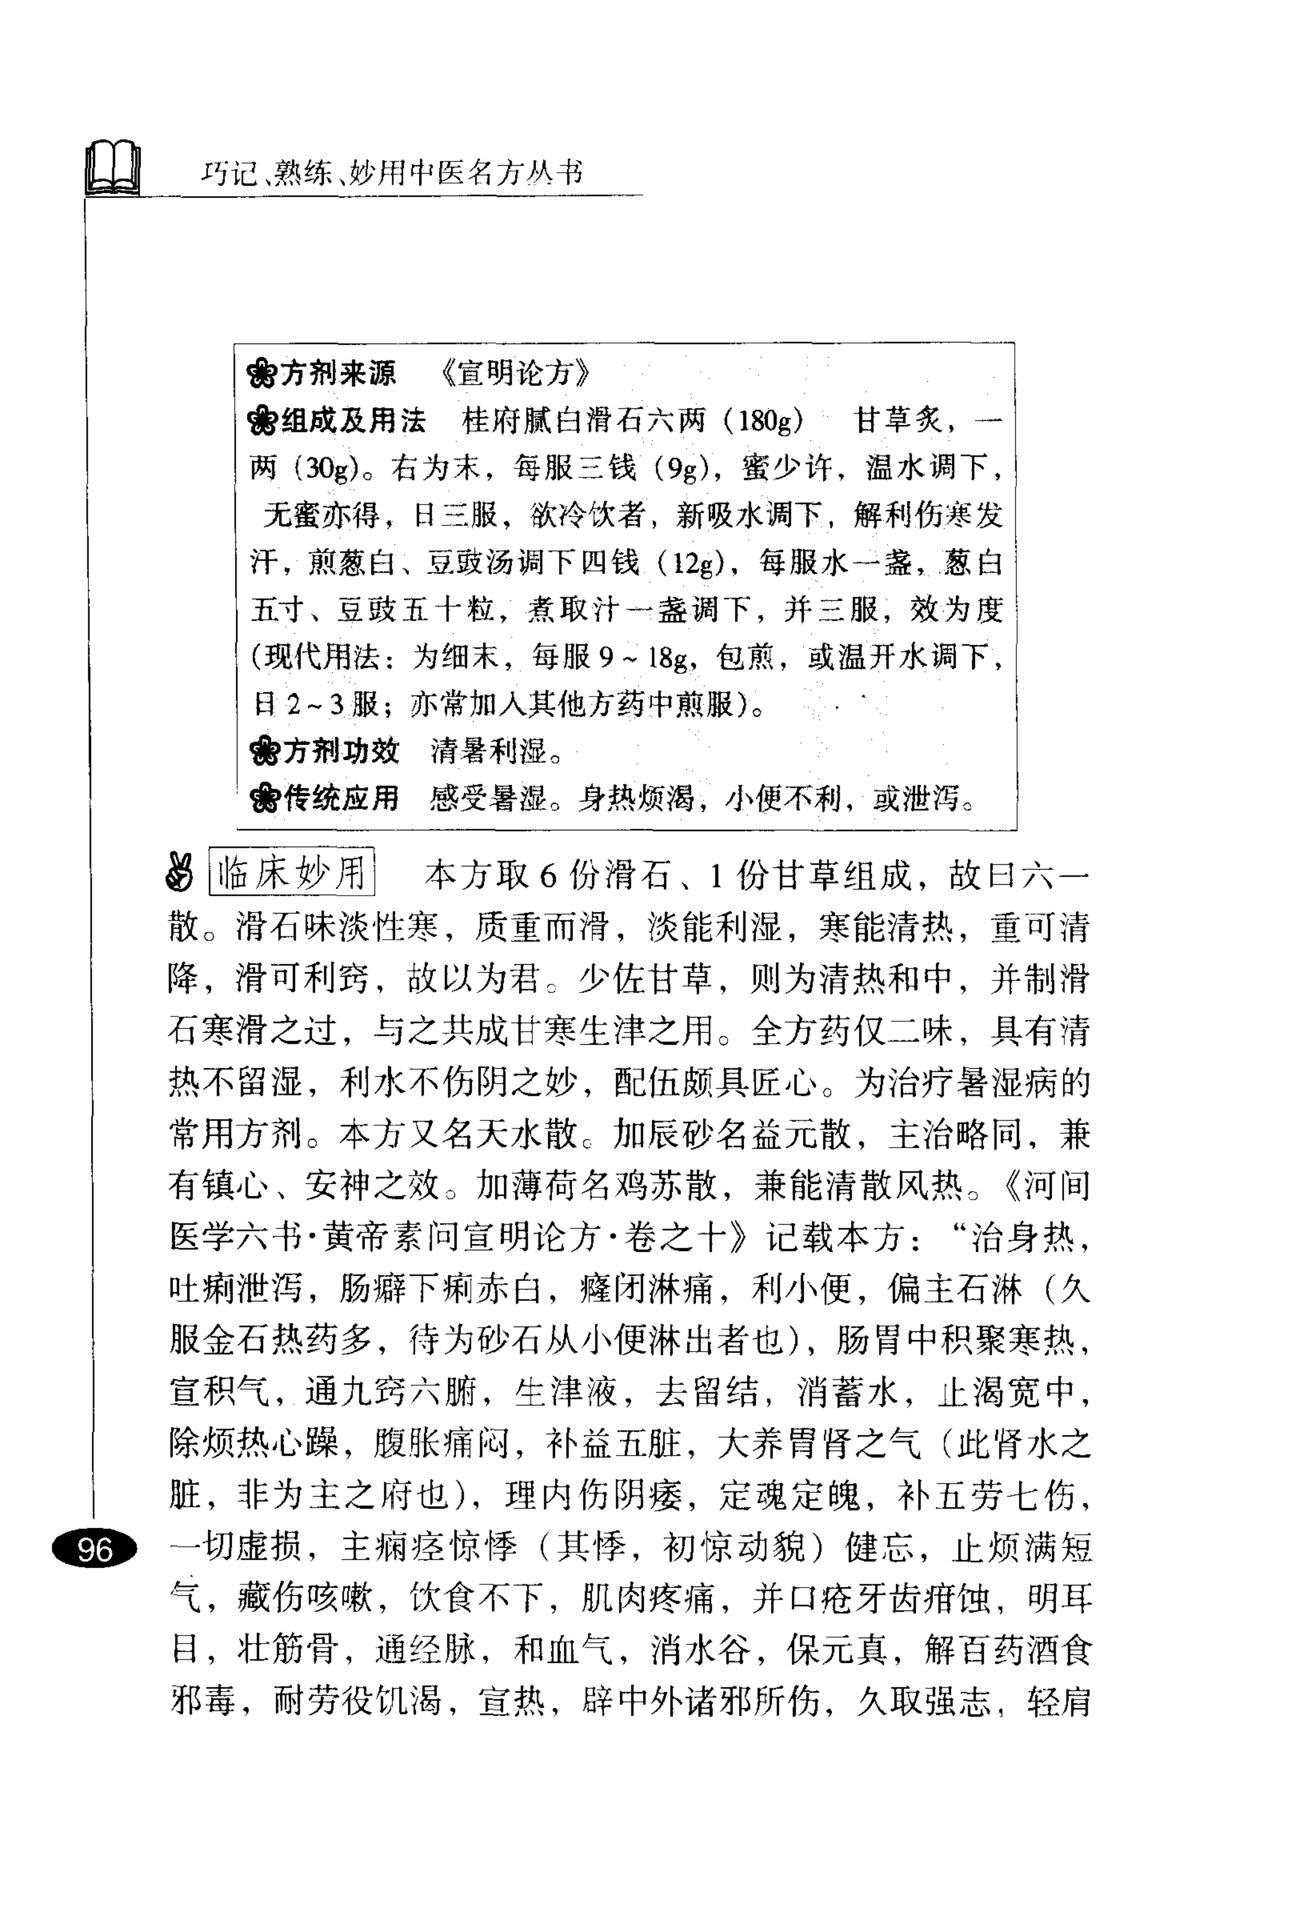 巧记、熟练、妙用中医名方丛书
方剂来源 《宣明论方》
组成及用法 桂府腻白滑石六两（180g） 甘草炙，一
两（30g）。右为末，每服三钱（9g），蜜少许，温水调下，
无蜜亦得，日三服，欲冷饮者，新吸水调下，解利伤寒发
汗，煎葱白、豆豉汤调下四钱（12g），每服水一盏，葱白
五寸、豆豉五十粒，煮取汁一盏调下，并三服，效为度
（现代用法：为细末，每服9～18g，包煎，或温开水调下，
日2～3服；亦常加入其他方药中煎服）。
方剂功效 清暑利湿。
传统应用 感受暑湿。身热烦渴，小便不利，或泄泻。
临床妙用 本方取6份滑石、1份甘草组成，故曰六一
散。滑石味淡性寒，质重而滑，淡能利湿，寒能清热，重可清
降，滑可利窍，故以为君。少佐甘草，则为清热和中，并制滑
石寒滑之过，与之共成甘寒生津之用。全方药仅二味，具有清
热不留湿，利水不伤阴之妙，配伍颇具匠心。为治疗暑湿病的
常用方剂。本方又名天水散。加辰砂名益元散，主治略同，兼
有镇心、安神之效。加薄荷名鸡苏散，兼能清散风热。《河间
医学六书·黄帝素问宣明论方·卷之十》记载本方：“治身热，
吐痢泄泻，肠癖下痢赤白，癃闭淋痛，利小便，偏主石淋（久
服金石热药多，待为砂石从小便淋出者也），肠胃中积聚寒热，
宣积气，通九窍六腑，生津液，去留结，消蓄水，止渴宽中，
除烦热心躁，腹胀痛闷，补益五脏，大养胃肾之气（此肾水之
脏，非为主之府也），理内伤阴痿，定魂定魄，补五劳七伤，
一切虚损，主痫痉惊悸（其悸，初惊动貌）健忘，止烦满短
气，藏伤咳嗽，饮食不下，肌肉疼痛，并口疮牙齿疳蚀，明耳
目，壮筋骨，通经脉，和血气，消水谷，保元真，解百药酒食
邪毒，耐劳役饥渴，宣热，辟中外诸邪所伤，久取强志，轻肩
96